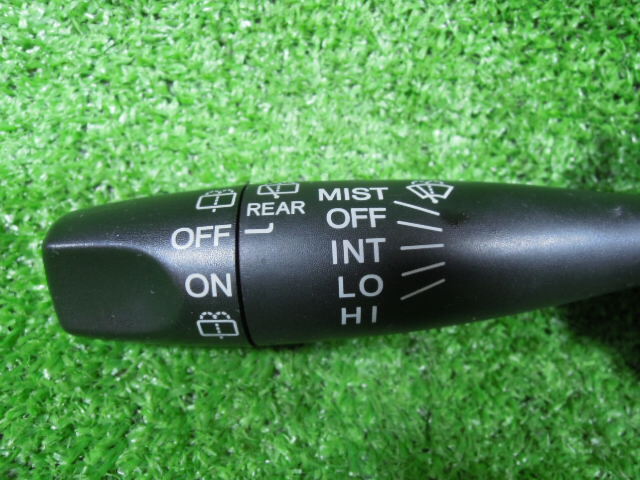 OFF
ON
REAR
MIST
OFF
INT
LO
HI